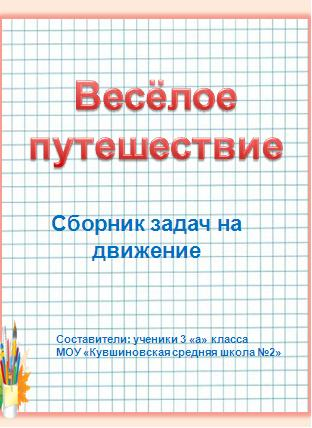 Весёлое
путешествие
Сборник задач на
движение
Составители: ученики 3 «а» класса
МОУ «Кувшиновская средняя школа №2»